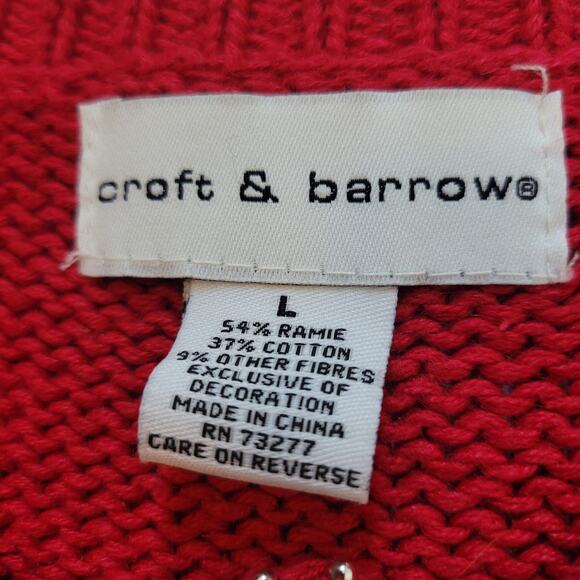 croft & barrow®
L
54% RAMIE
37% COTTON
9% OTHER FIBRES
EXCLUSIVE OF
DECORATION
MADE IN CHINA
RN 73277
CARE ON REVERSE